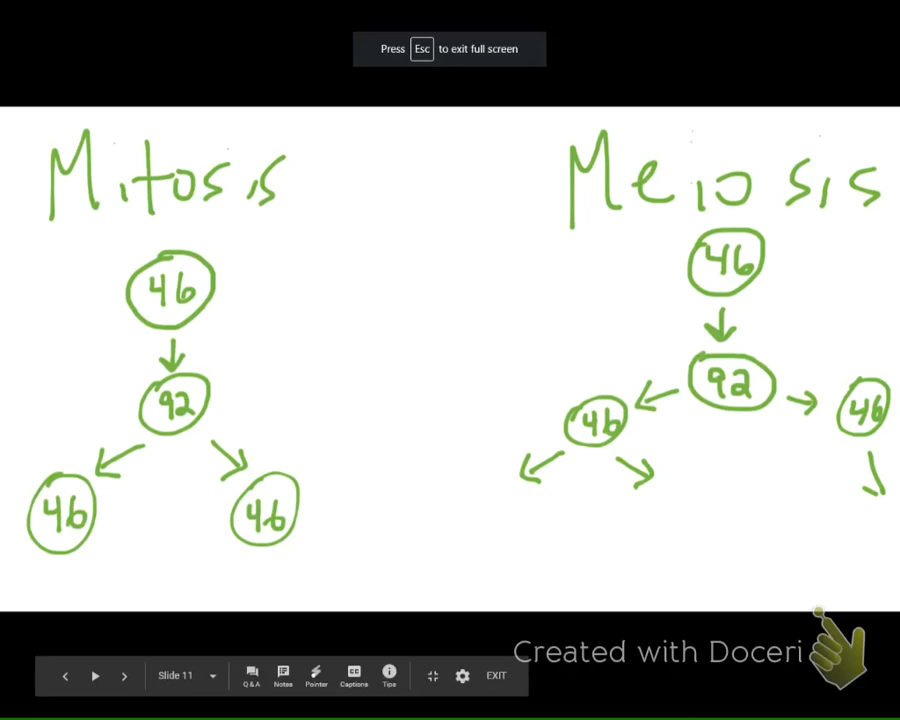 Press Esc to exit full screen
Mitosis
Meiosis
46
46
92
92
46
46
46
46
Created with Doceri
Slide 11
Q&A
Notes
Pointer
Captions
Tips
EXIT